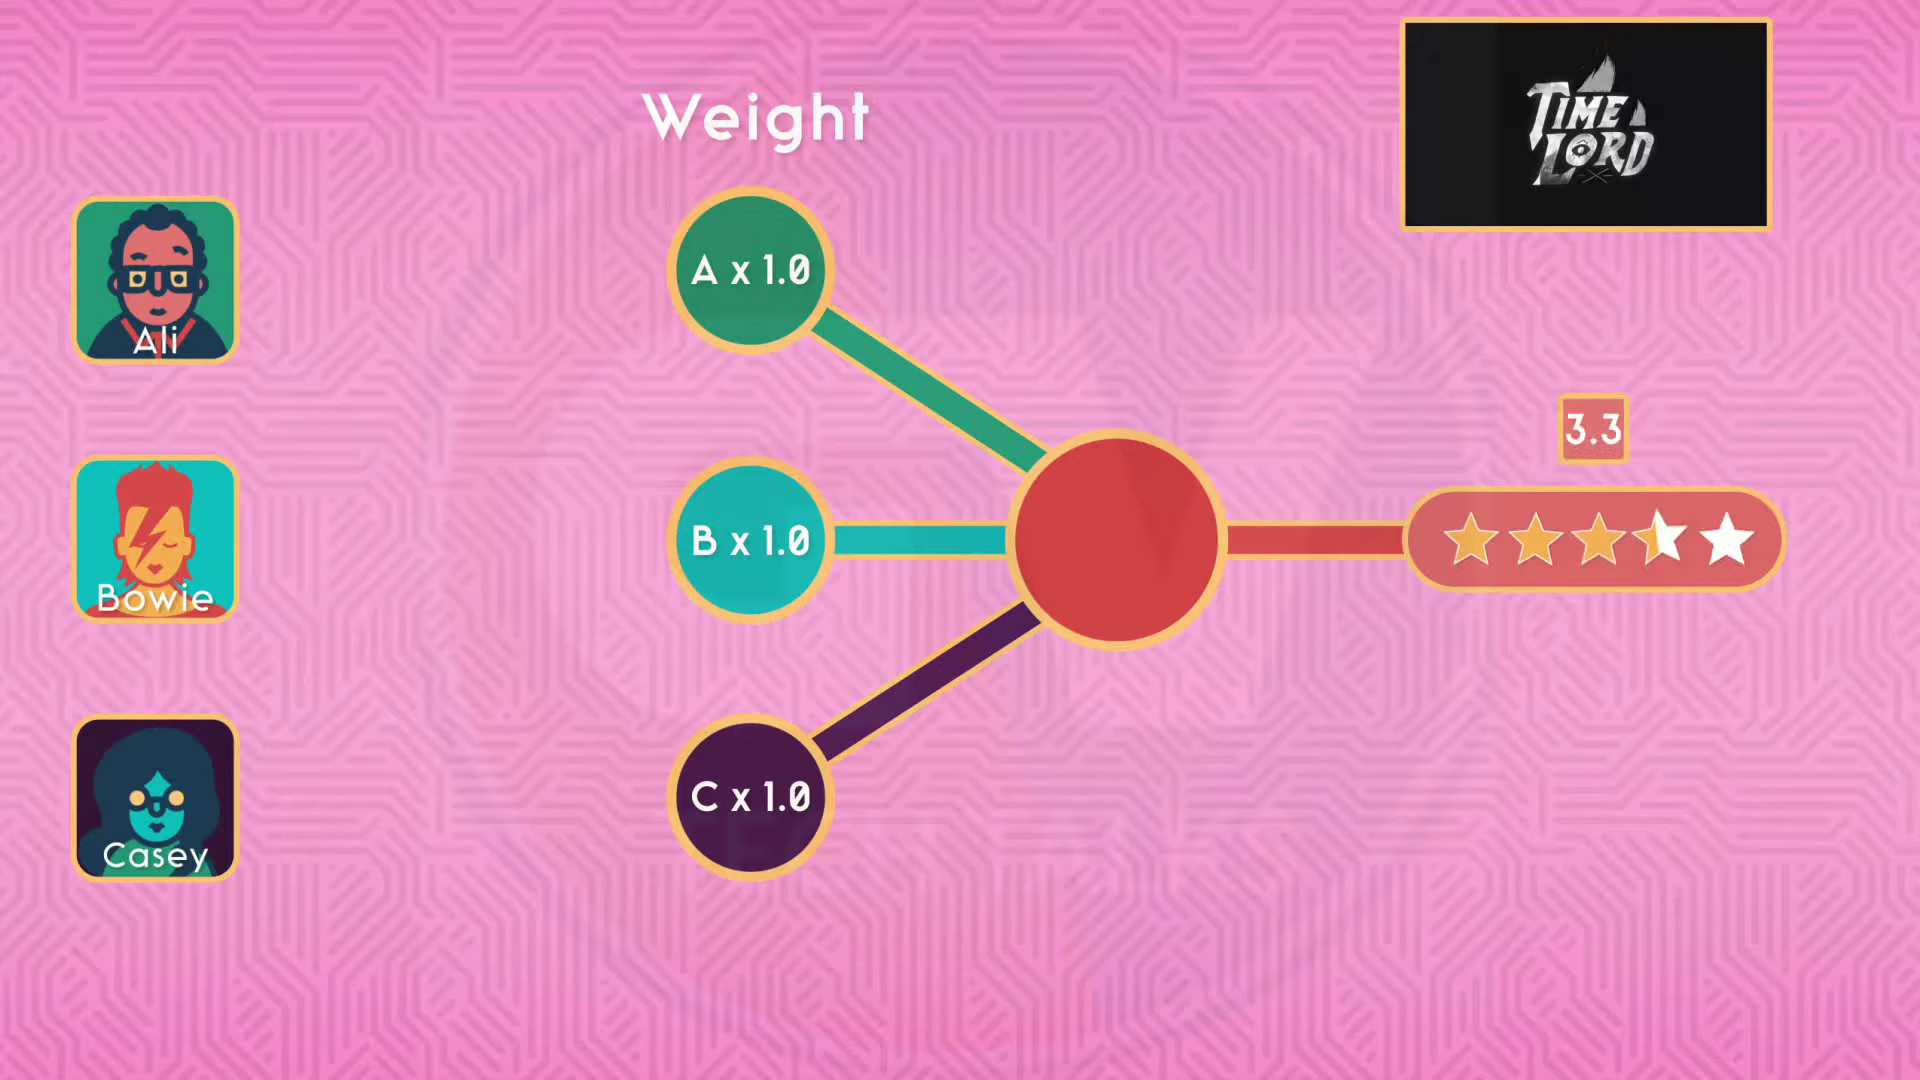 Weight
TIME
LORD
A x 1.0
Ali
3.3
B x 1.0
Bowie
C x 1.0
Casey